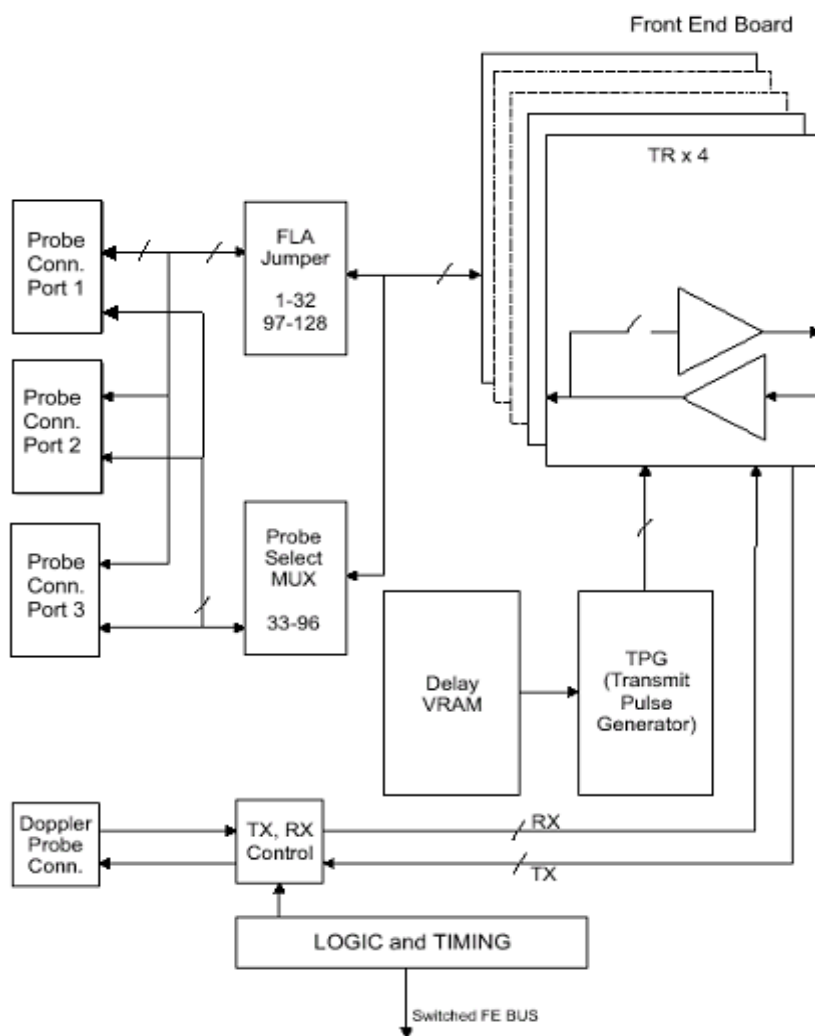 Front End Board
TR x 4
Probe
Conn.
Port 1
FLA
Jumper
1-32
97-128
Probe
Conn.
Port 2
Probe
Conn.
Port 3
Probe
Select
MUX
33-96
Delay
VRAM
TPG
(Transmit
Pulse
Generator)
Doppler
Probe
Conn.
TX, RX
Control
RX
TX
LOGIC and TIMING
Switched FE BUS